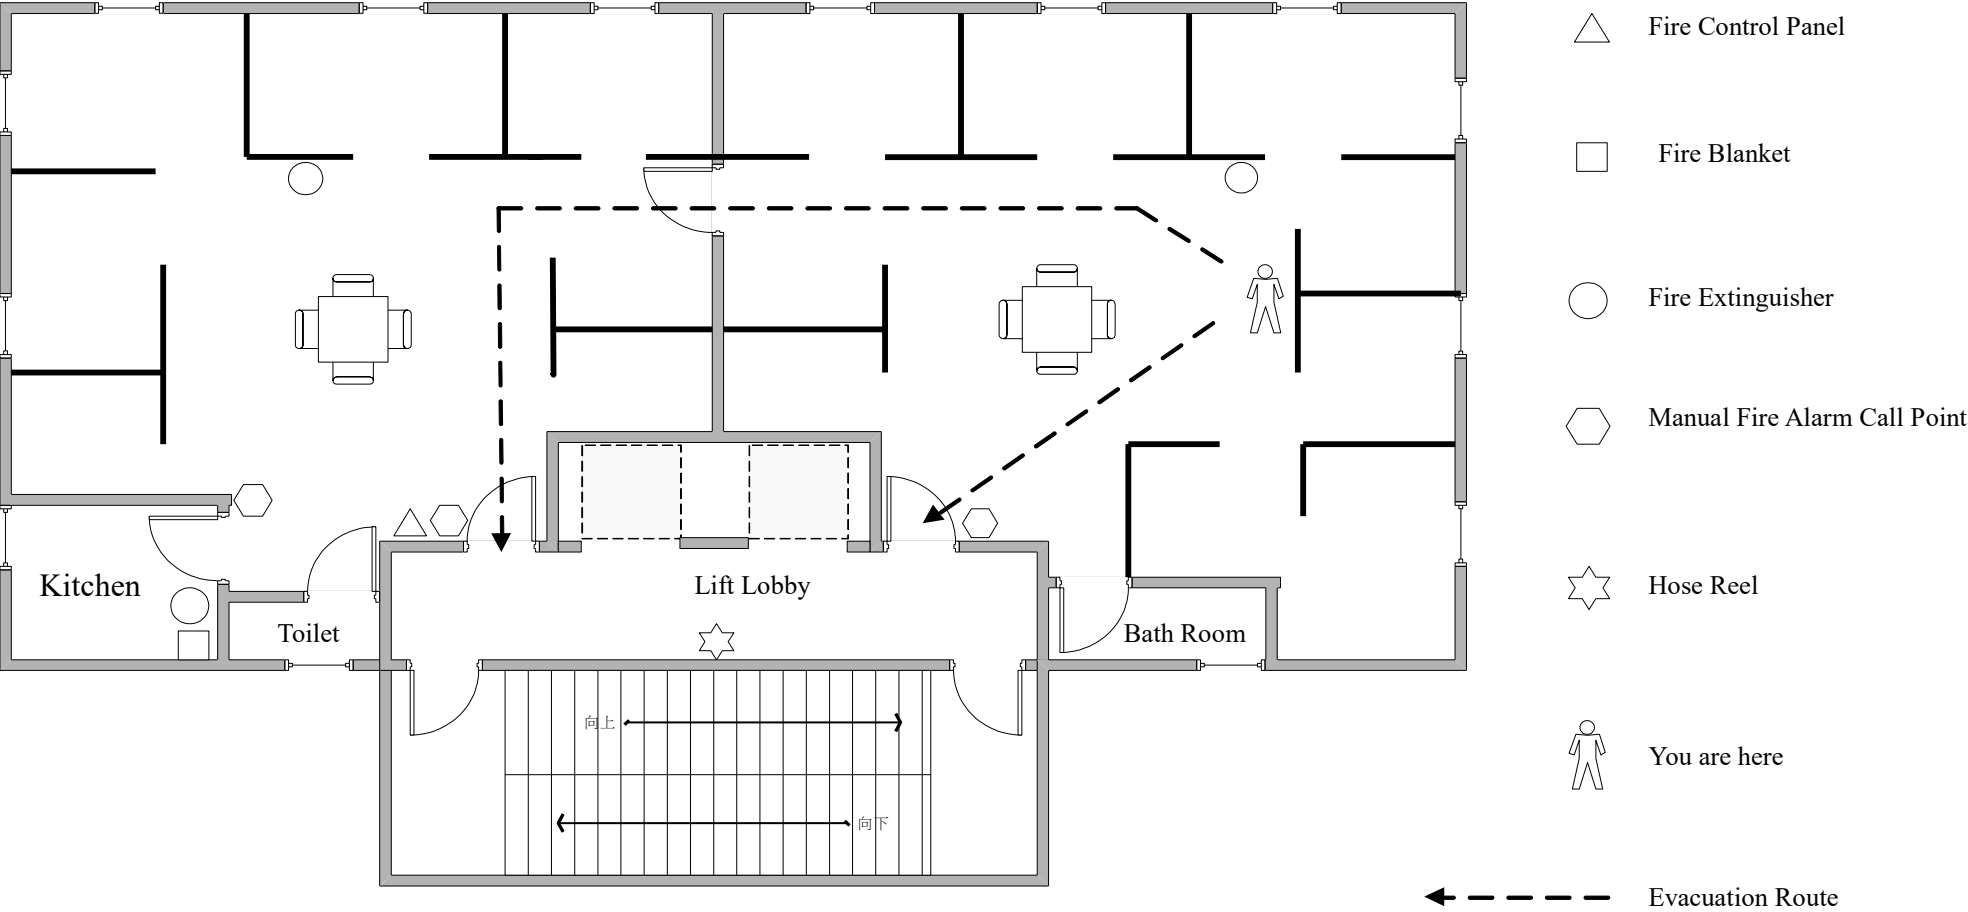 Fire Control Panel
Fire Blanket
Fire Extinguisher
Manual Fire Alarm Call Point
Hose Reel
You are here
Evacuation Route
Kitchen
Toilet
Lift Lobby
Bath Room
向上
向下